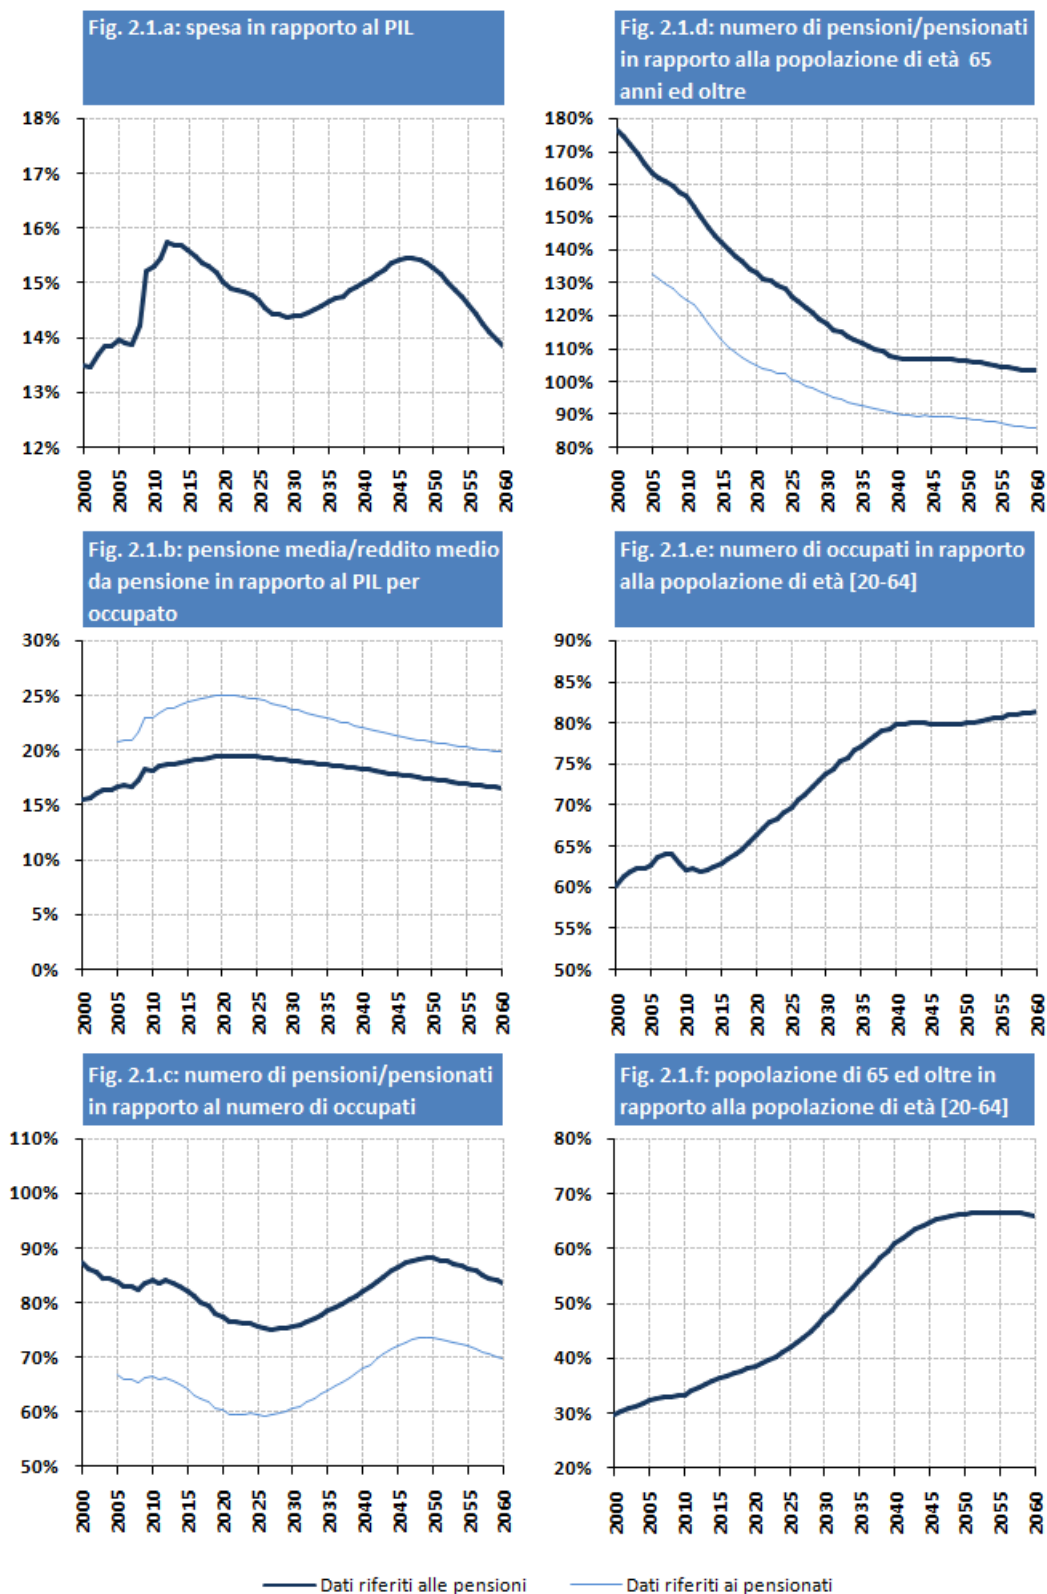 Fig. 2.1.a: spesa in rapporto al PIL
18%
17%
16%
15%
14%
13%
12%
2000 2005 2010 2015 2020 2025 2030 2035 2040 2045 2050 2055 2060
Fig. 2.1.d: numero di pensioni/pensionati
in rapporto alla popolazione di età 65
anni ed oltre
180%
170%
160%
150%
140%
130%
120%
110%
100%
90%
80%
2000 2005 2010 2015 2020 2025 2030 2035 2040 2045 2050 2055 2060
Fig. 2.1.b: pensione media/reddito medio
da pensione in rapporto al PIL per
occupato
30%
25%
20%
15%
10%
5%
0%
2000 2005 2010 2015 2020 2025 2030 2035 2040 2045 2050 2055 2060
Fig. 2.1.e: numero di occupati in rapporto
alla popolazione di età [20-64]
90%
85%
80%
75%
70%
65%
60%
55%
50%
2000 2005 2010 2015 2020 2025 2030 2035 2040 2045 2050 2055 2060
Fig. 2.1.c: numero di pensioni/pensionati
in rapporto al numero di occupati
110%
100%
90%
80%
70%
60%
50%
2000 2005 2010 2015 2020 2025 2030 2035 2040 2045 2050 2055 2060
Fig. 2.1.f: popolazione di 65 ed oltre in
rapporto alla popolazione di età [20-64]
80%
70%
60%
50%
40%
30%
20%
2000 2005 2010 2015 2020 2025 2030 2035 2040 2045 2050 2055 2060
Dati riferiti alle pensioni
Dati riferiti ai pensionati